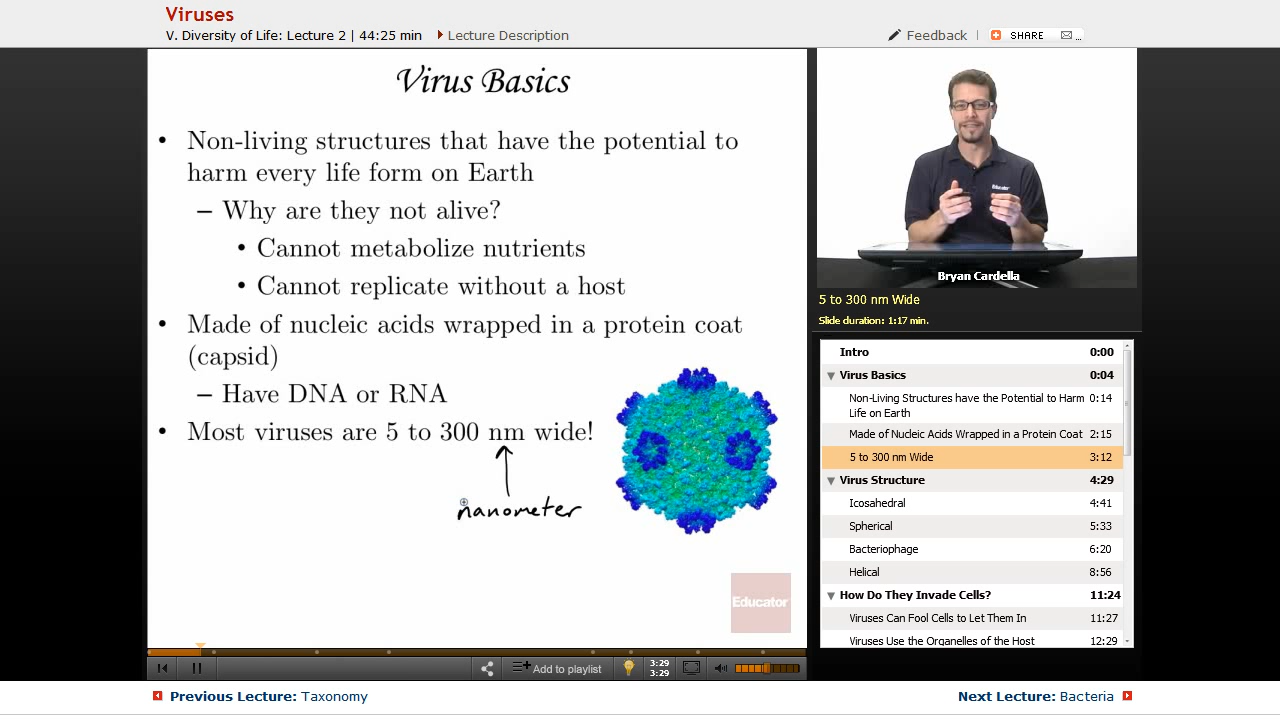 Viruses
V. Diversity of Life: Lecture 2 | 44:25 min
Lecture Description
Feedback
SHARE
Virus Basics
• Non-living structures that have the potential to
harm every life form on Earth
– Why are they not alive?
• Cannot metabolize nutrients
• Cannot replicate without a host
• Made of nucleic acids wrapped in a protein coat
(capsid)
– Have DNA or RNA
• Most viruses are 5 to 300 nm wide!
nanometer
Educator
Educator
Bryan Cardella
5 to 300 nm Wide
Slide duration: 1:17 min.
Intro 0:00
Virus Basics 0:04
Non-Living Structures have the Potential to Harm 0:14
Life on Earth
Made of Nucleic Acids Wrapped in a Protein Coat 2:15
5 to 300 nm Wide 3:12
Virus Structure 4:29
Icosahedral 4:41
Spherical 5:33
Bacteriophage 6:20
Helical 8:56
How Do They Invade Cells? 11:24
Viruses Can Fool Cells to Let Them In 11:27
Viruses Use the Organelles of the Host 12:29
Add to playlist
3:29
3:29
Previous Lecture: Taxonomy
Next Lecture: Bacteria